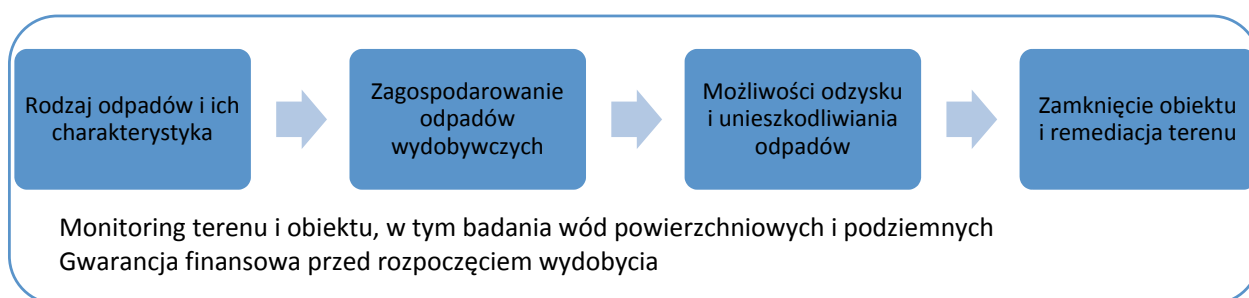 Rodzaj odpadów i ich
charakterystyka
Zagospodarowanie
odpadów
wydobywczych
Możliwości odzysku
i unieszkodliwiania
odpadów
Zamknięcie obiektu
i remediacja terenu
Monitoring terenu i obiektu, w tym badania wód powierzchniowych i podziemnych
Gwarancja finansowa przed rozpoczęciem wydobycia